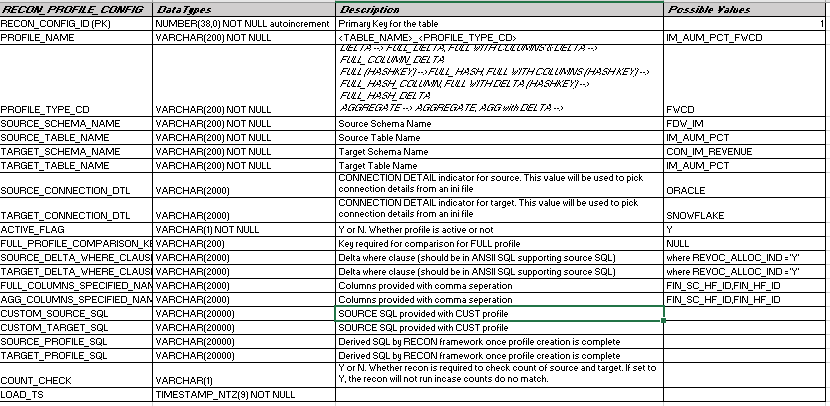 RECON_PROFILE_CONFIG DataTypes Description Possible Values
RECON_CONFIG_ID (PK) NUMBER(38,0) NOT NULL autoincrement Primary Key for the table 1
PROFILE_NAME VARCHAR(200) NOT NULL <TABLE_NAME>_<PROFILE_TYPE_CD> IM_AUM_PCT_FWCD
DELTA --> FULL_DELTA, FULL WITH COLUMNS & DELTA -->
FULL_COLUMN_DELTA
FULL (HASHKEY)-->FULL_HASH, FULL WITH COLUMNS (HASH KEY)-->
FULL_HASH_COLUMN, FULL WITH DELTA (HASHKEY)-->
FULL_HASH_DELTA
PROFILE_TYPE_CD VARCHAR(200) NOT NULL AGGREGATE --> AGGREGATE, AGG with DELTA --> FWCD
SOURCE_SCHEMA_NAME VARCHAR(200) NOT NULL Source Schema Name FDW_IM
SOURCE_TABLE_NAME VARCHAR(200) NOT NULL Source Table Name IM_AUM_PCT
TARGET_SCHEMA_NAME VARCHAR(200) NOT NULL Target Schema Name CON_IM_REVENUE
TARGET_TABLE_NAME VARCHAR(200) NOT NULL Target Table Name IM_AUM_PCT
CONNECTION DETAIL indicator for source. This value will be used to pick
SOURCE_CONNECTION_DTL VARCHAR(2000) connection details from an ini file ORACLE
CONNECTION DETAIL indicator for target. This value will be used to pick
TARGET_CONNECTION_DTL VARCHAR(2000) connection details from an ini file SNOWFLAKE
ACTIVE_FLAG VARCHAR(1) NOT NULL Y or N. Whether profile is active or not Y
FULL_PROFILE_COMPARISON_KE VARCHAR(200) Key required for comparison for FULL profile NULL
SOURCE_DELTA_WHERE_CLAUSI VARCHAR(2000) Delta where clause (should be in ANSII SQL supporting source SQL) where REVOC_ALLOC_IND ='Y'
TARGET_DELTA_WHERE_CLAUSI VARCHAR(2000) Delta where clause (should be in ANSII SQL supporting source SQL) where REVOC_ALLOC_IND ='Y'
FULL_COLUMNS_SPECIFIED_NAN VARCHAR(2000) Columns provided with comma seperation FIN_SC_HF_ID,FIN_HF_ID
AGG_COLUMNS_SPECIFIED_NAM VARCHAR(2000) Columns provided with comma seperation FIN_SC_HF_ID,FIN_HF_ID
CUSTOM_SOURCE_SQL VARCHAR(20000) SOURCE SQL provided with CUST profile
CUSTOM_TARGET_SQL VARCHAR(20000) SOURCE SQL provided with CUST profile
SOURCE_PROFILE_SQL VARCHAR(20000) Derived SQL by RECON framework once profile creation is complete
TARGET_PROFILE_SQL VARCHAR(20000) Derived SQL by RECON framework once profile creation is complete
Y or N. Whether recon is required to check count of source and target. If set to
COUNT_CHECK VARCHAR(1) Y, the recon will not run incase counts do no match.
LOAD_TS TIMESTAMP_NTZ(9) NOT NULL